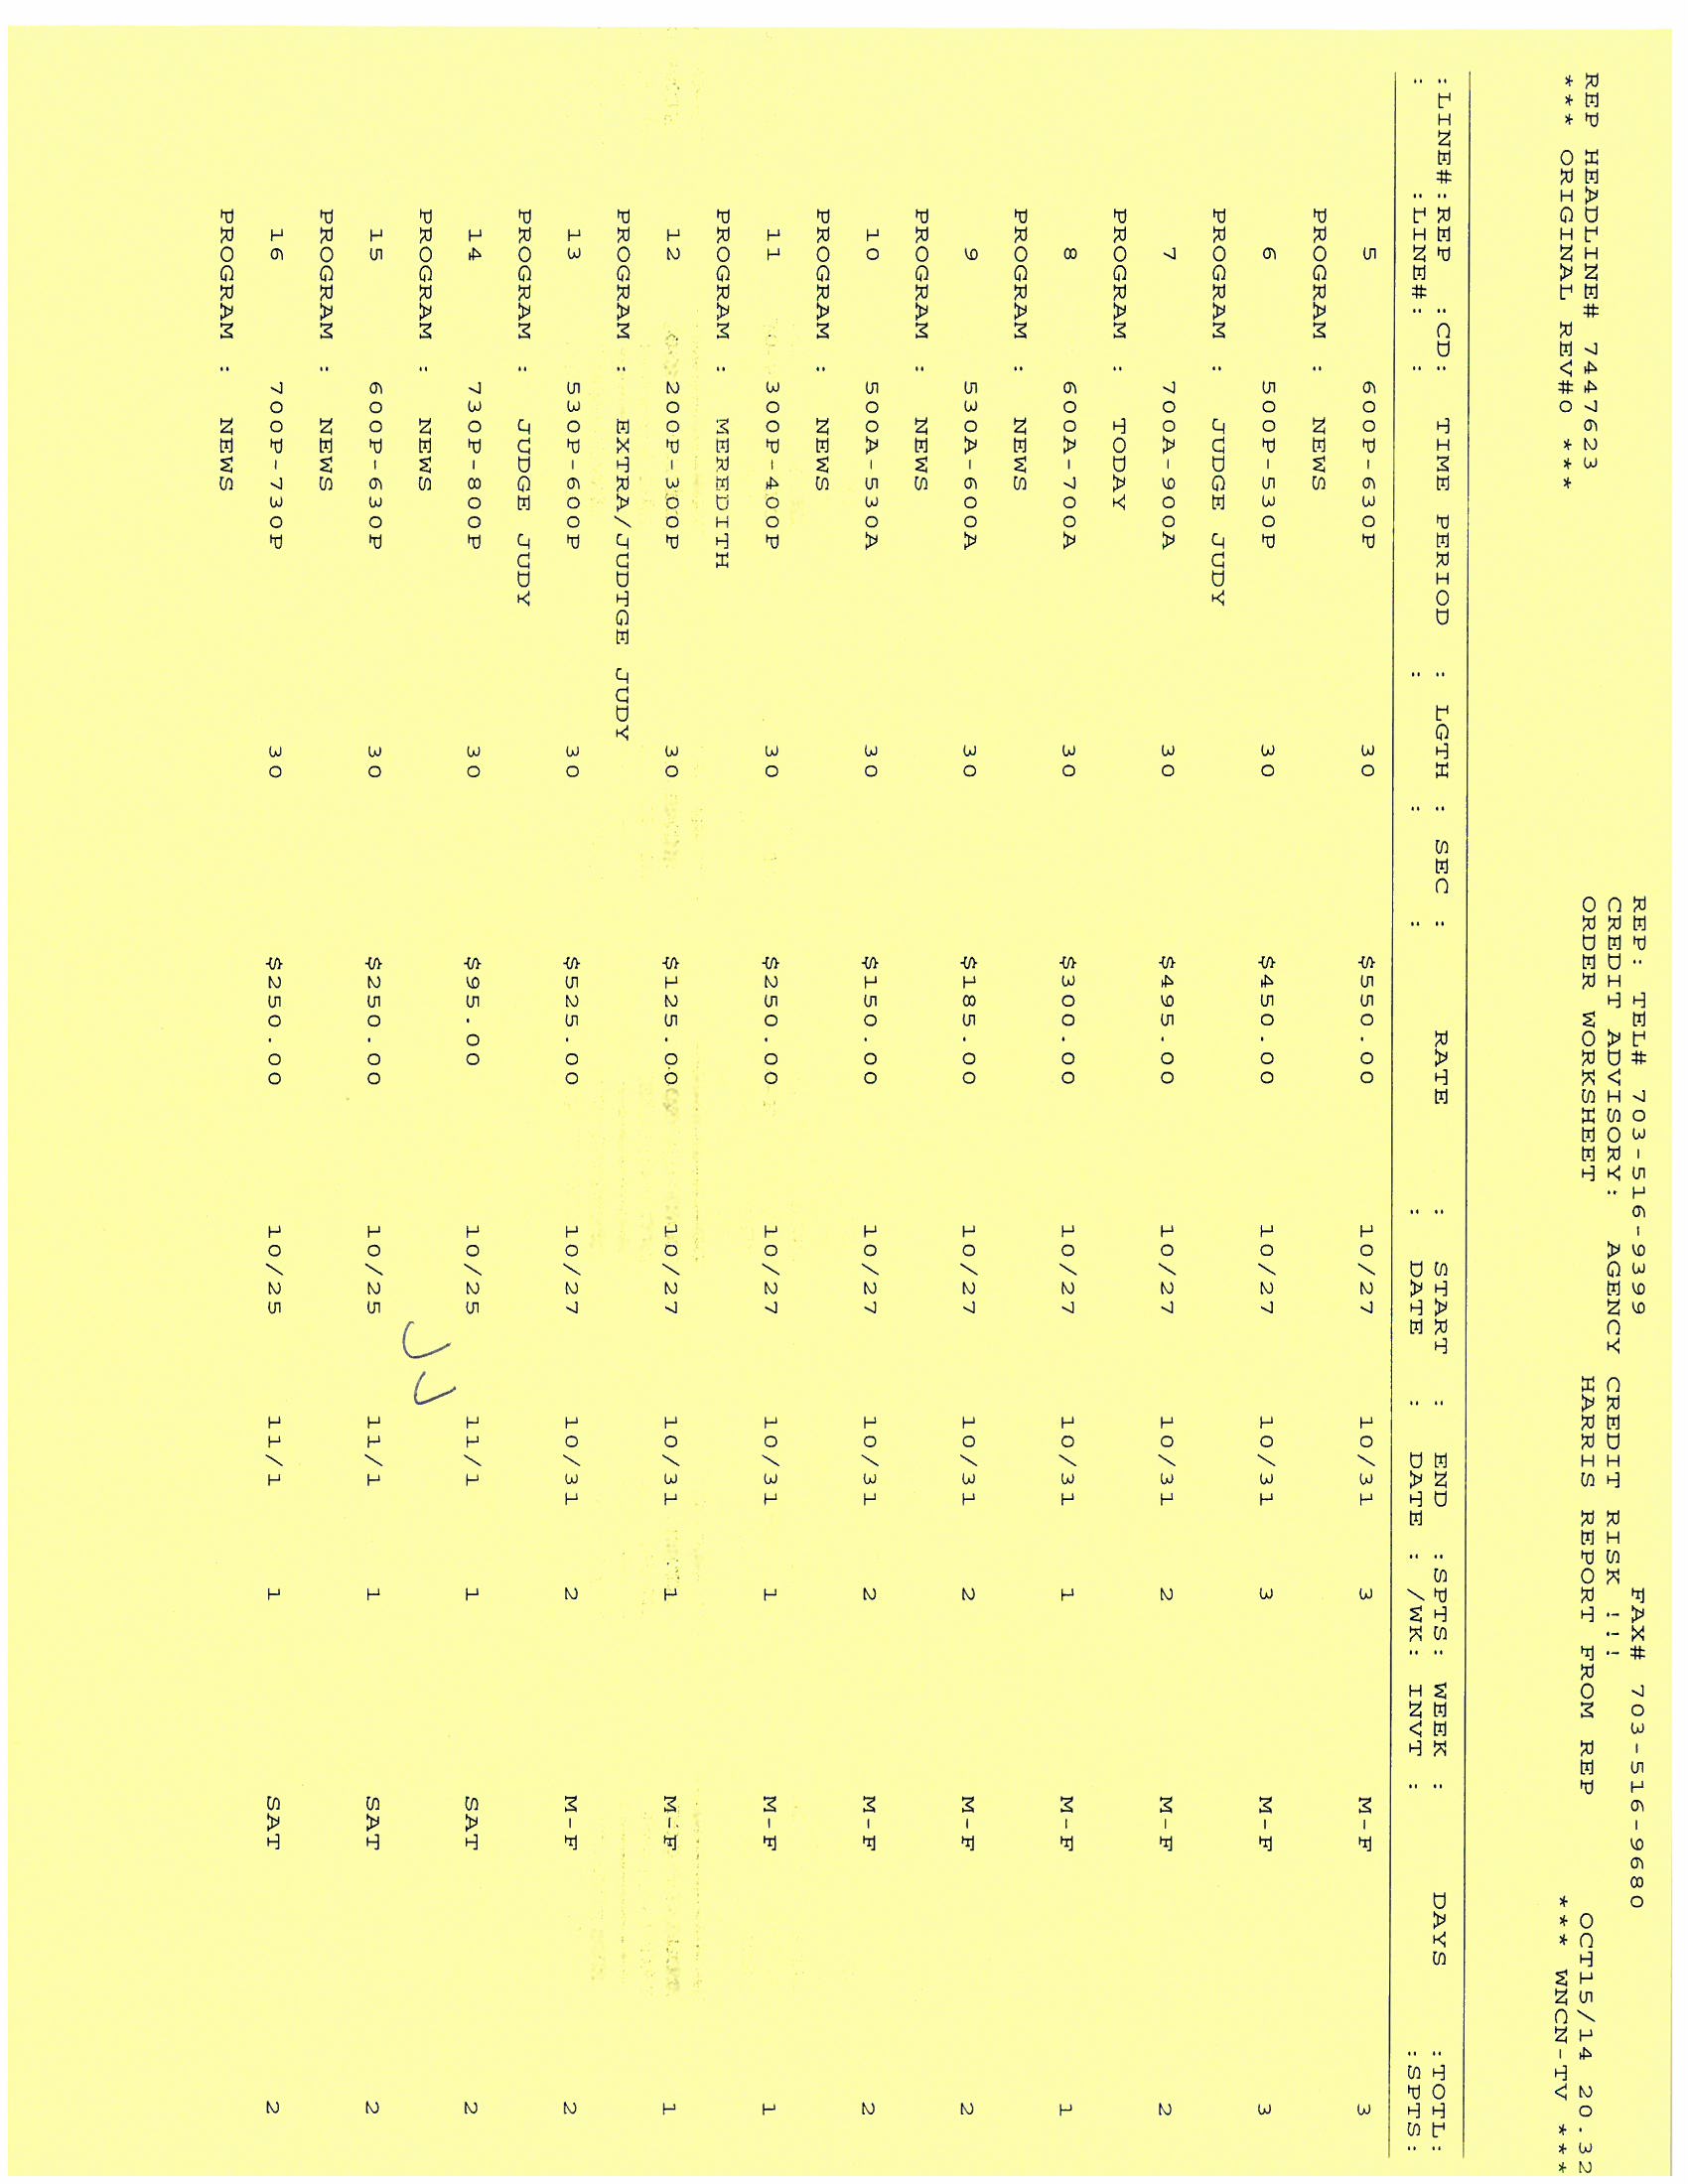 REP: TEL# 703-516-9399 FAX# 703-516-9680
CREDIT ADVISORY: AGENCY CREDIT RISK !!!
REP HEADLINE# 7447623 ORDER WORKSHEET HARRIS REPORT FROM REP OCT15/14 20.32
*** ORIGINAL REV#0 *** *** WNCN-TV ***
:LINE#:REP :CD: TIME PERIOD : LGTH : SEC : RATE : START : END :SPTS: WEEK : DAYS :TOTL:
: :LINE#: : : : : DATE : DATE : /WK: INVT : :SPTS:
5 600P-630P 30 $550.00 10/27 10/31 3 M-F 3
PROGRAM : NEWS
6 500P-530P 30 $450.00 10/27 10/31 3 M-F 3
PROGRAM : JUDGE JUDY
7 700A-900A 30 $495.00 10/27 10/31 2 M-F 2
PROGRAM : TODAY
8 600A-700A 30 $300.00 10/27 10/31 1 M-F 1
PROGRAM : NEWS
9 530A-600A 30 $185.00 10/27 10/31 2 M-F 2
PROGRAM : NEWS
10 500A-530A 30 $150.00 10/27 10/31 2 M-F 2
PROGRAM : NEWS
11 300P-400P 30 $250.00 10/27 10/31 1 M-F 1
PROGRAM : MEREDITH
12 200P-300P 30 $125.00 10/27 10/31 1 M-F 1
PROGRAM : EXTRA/JUDTGE JUDY
13 530P-600P 30 $525.00 10/27 10/31 2 M-F 2
PROGRAM : JUDGE JUDY
14 730P-800P 30 $95.00 10/25 11/1 1 SAT 2
PROGRAM : NEWS
15 600P-630P 30 $250.00 10/25 11/1 1 SAT 2
PROGRAM : NEWS
16 700P-730P 30 $250.00 10/25 11/1 1 SAT 2
PROGRAM : NEWS